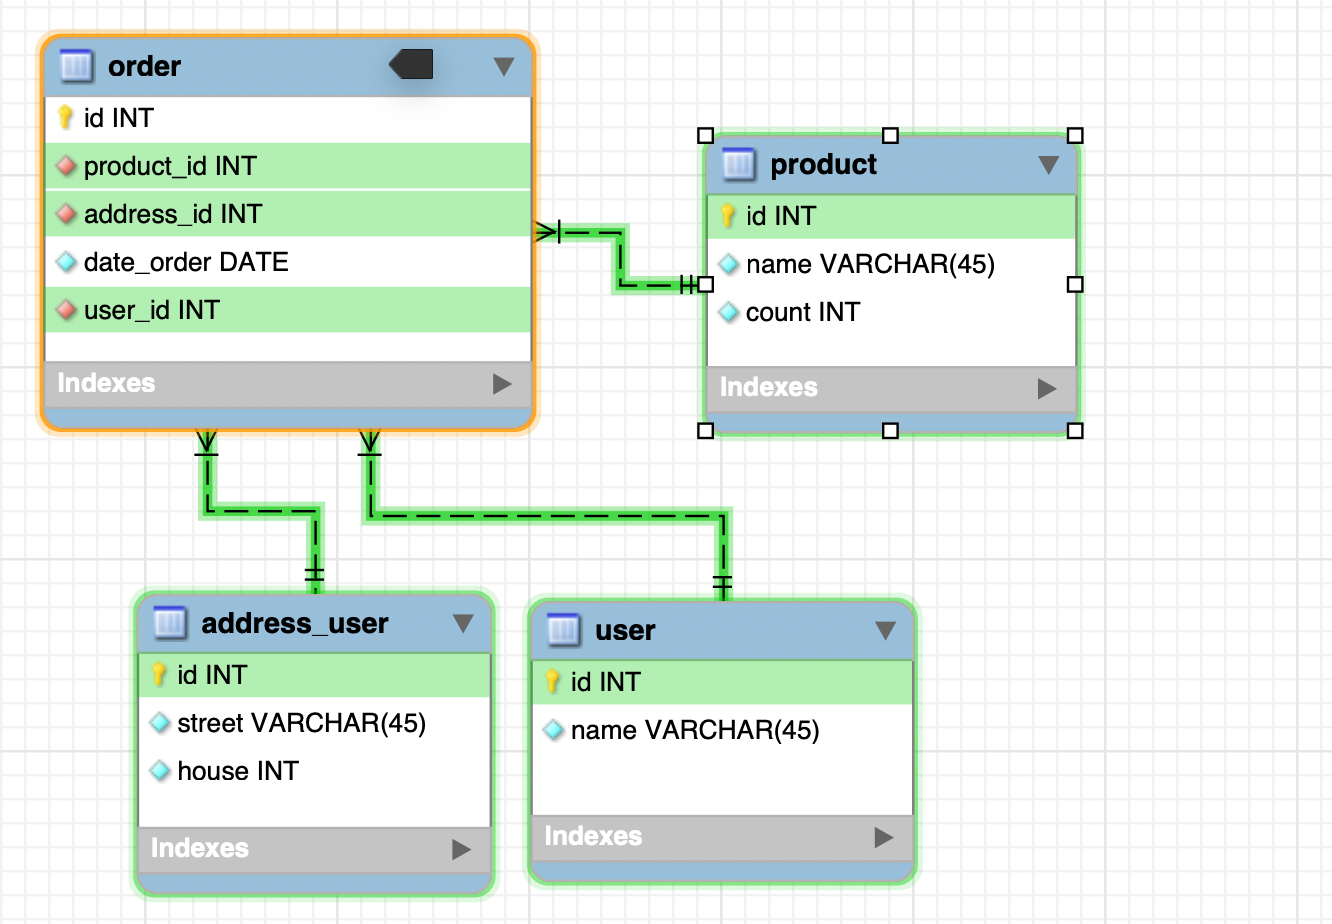 order
id INT
product_id INT
address_id INT
date_order DATE
user_id INT
Indexes
product
id INT
name VARCHAR(45)
count INT
Indexes
address_user
id INT
street VARCHAR(45)
house INT
Indexes
user
id INT
name VARCHAR(45)
Indexes